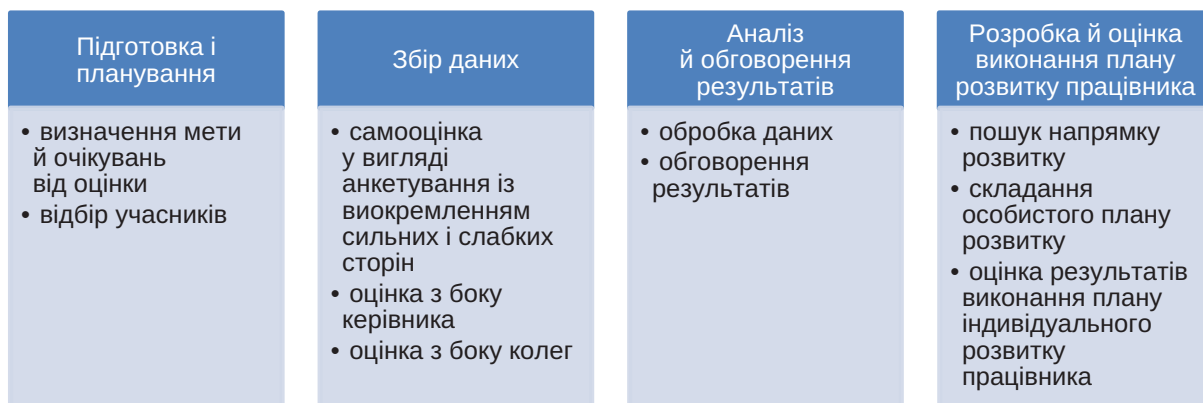 Підготовка і
планування
• визначення мети
й очікувань
від оцінки
• відбір учасників
Збір даних
• самооцінка
у вигляді
анкетування із
виокремленням
сильних і слабких
сторін
• оцінка з боку
керівника
• оцінка з боку колег
Аналіз
й обговорення
результатів
• обробка даних
• обговорення
результатів
Розробка й оцінка
виконання плану
розвитку працівника
• пошук напрямку
розвитку
• складання
особистого плану
розвитку
• оцінка результатів
виконання плану
індивідуального
розвитку
працівника